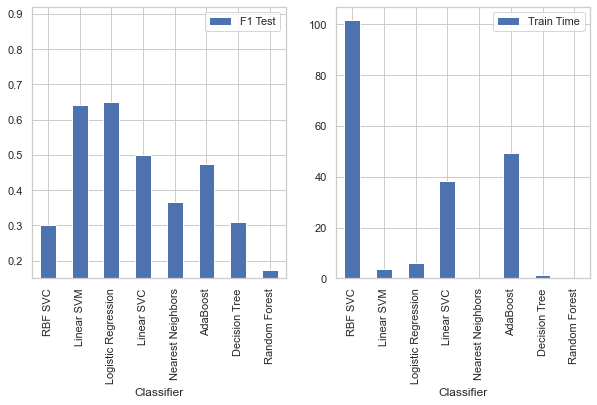 F1 Test
0.9
0.8
0.7
0.6
0.5
0.4
0.3
0.2
RBF SVC
Linear SVM
Logistic Regression
Linear SVC
Nearest Neighbors
AdaBoost
Decision Tree
Random Forest
Classifier
Train Time
100
80
60
40
20
0
RBF SVC
Linear SVM
Logistic Regression
Linear SVC
Nearest Neighbors
AdaBoost
Decision Tree
Random Forest
Classifier